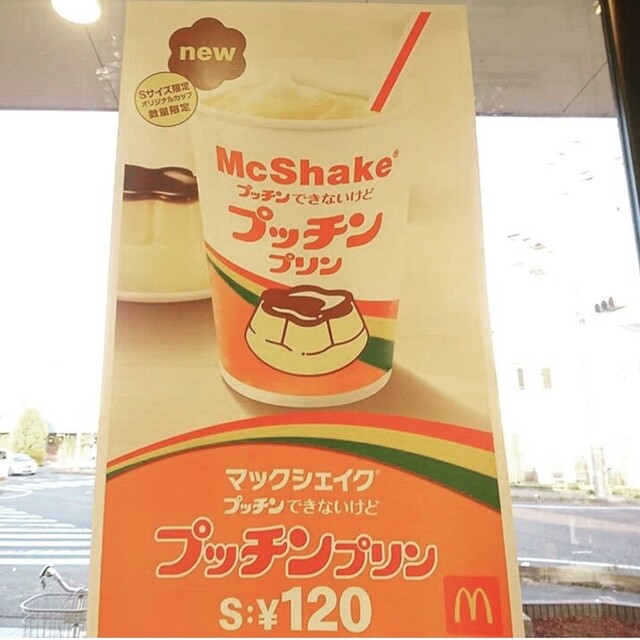 new
Sサイズ限定
オリジナルカップ
数量限定
McShake®
プッチンできないけど
プッチン
プリン
マックシェイク®
プッチンできないけど
プッチンプリン
S:¥120